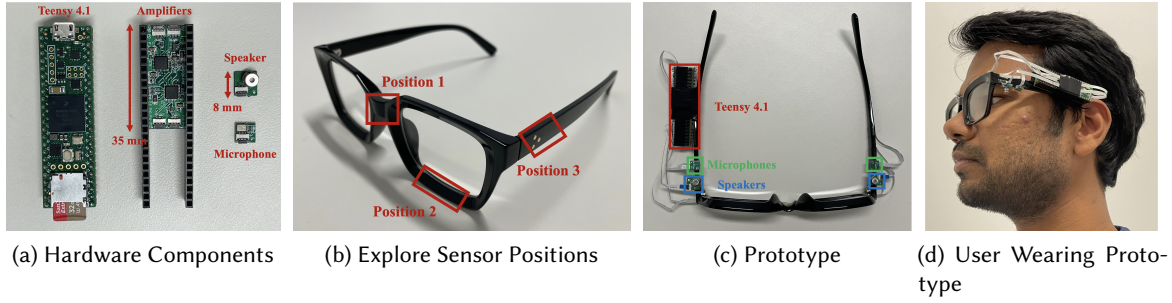 Teensy 4.1
Amplifiers
Speaker
8 mm
35 mm
Microphone
Position 1
Position 2
Position 3
Teensy 4.1
Microphones
Speakers
(a) Hardware Components
(b) Explore Sensor Positions
(c) Prototype
(d) User Wearing Proto-
type